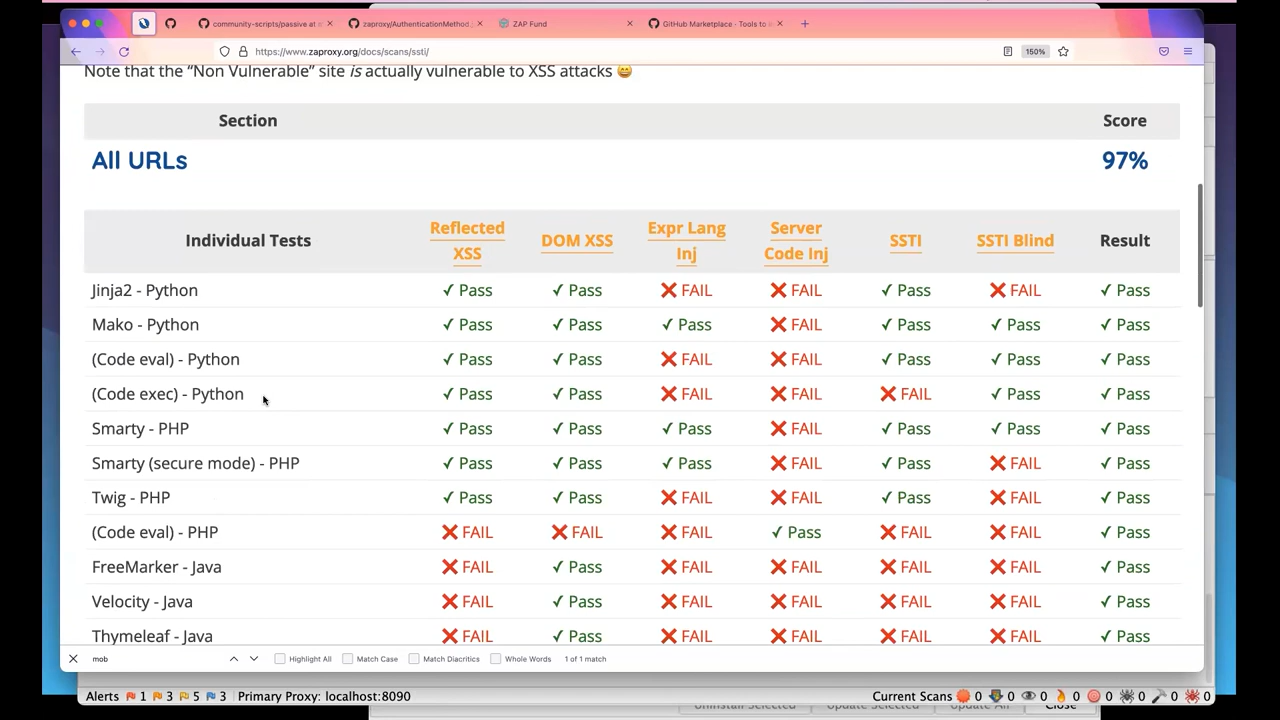 community-scripts/passive at m
zaproxy/AuthenticationMethod.
ZAP Fund
GitHub Marketplace · Tools to
https://www.zaproxy.org/docs/scans/ssti/
150%
Note that the “Non Vulnerable” site is actually vulnerable to XSS attacks 😄
Section Score
All URLs 97%
Individual Tests Reflected XSS DOM XSS Expr Lang Inj Server Code Inj SSTI SSTI Blind Result
Jinja2 - Python ✓ Pass ✓ Pass ❌ FAIL ❌ FAIL ✓ Pass ❌ FAIL ✓ Pass
Mako - Python ✓ Pass ✓ Pass ✓ Pass ❌ FAIL ✓ Pass ✓ Pass ✓ Pass
(Code eval) - Python ✓ Pass ✓ Pass ❌ FAIL ❌ FAIL ✓ Pass ✓ Pass ✓ Pass
(Code exec) - Python ✓ Pass ✓ Pass ❌ FAIL ❌ FAIL ❌ FAIL ✓ Pass ✓ Pass
Smarty - PHP ✓ Pass ✓ Pass ✓ Pass ❌ FAIL ✓ Pass ✓ Pass ✓ Pass
Smarty (secure mode) - PHP ✓ Pass ✓ Pass ✓ Pass ❌ FAIL ✓ Pass ❌ FAIL ✓ Pass
Twig - PHP ✓ Pass ✓ Pass ❌ FAIL ❌ FAIL ✓ Pass ❌ FAIL ✓ Pass
(Code eval) - PHP ❌ FAIL ❌ FAIL ❌ FAIL ✓ Pass ❌ FAIL ❌ FAIL ✓ Pass
FreeMarker - Java ❌ FAIL ✓ Pass ❌ FAIL ❌ FAIL ❌ FAIL ❌ FAIL ✓ Pass
Velocity - Java ❌ FAIL ✓ Pass ❌ FAIL ❌ FAIL ❌ FAIL ❌ FAIL ✓ Pass
Thymeleaf - Java ❌ FAIL ✓ Pass ❌ FAIL ❌ FAIL ❌ FAIL ❌ FAIL ✓ Pass
mob Highlight All Match Case Match Diacritics Whole Words 1 of 1 match
Alerts 1 3 5 3 Primary Proxy: localhost:8090 Current Scans 0 0 0 0 0 0 0 0
Uninstall Selected Update Selected Update All Close